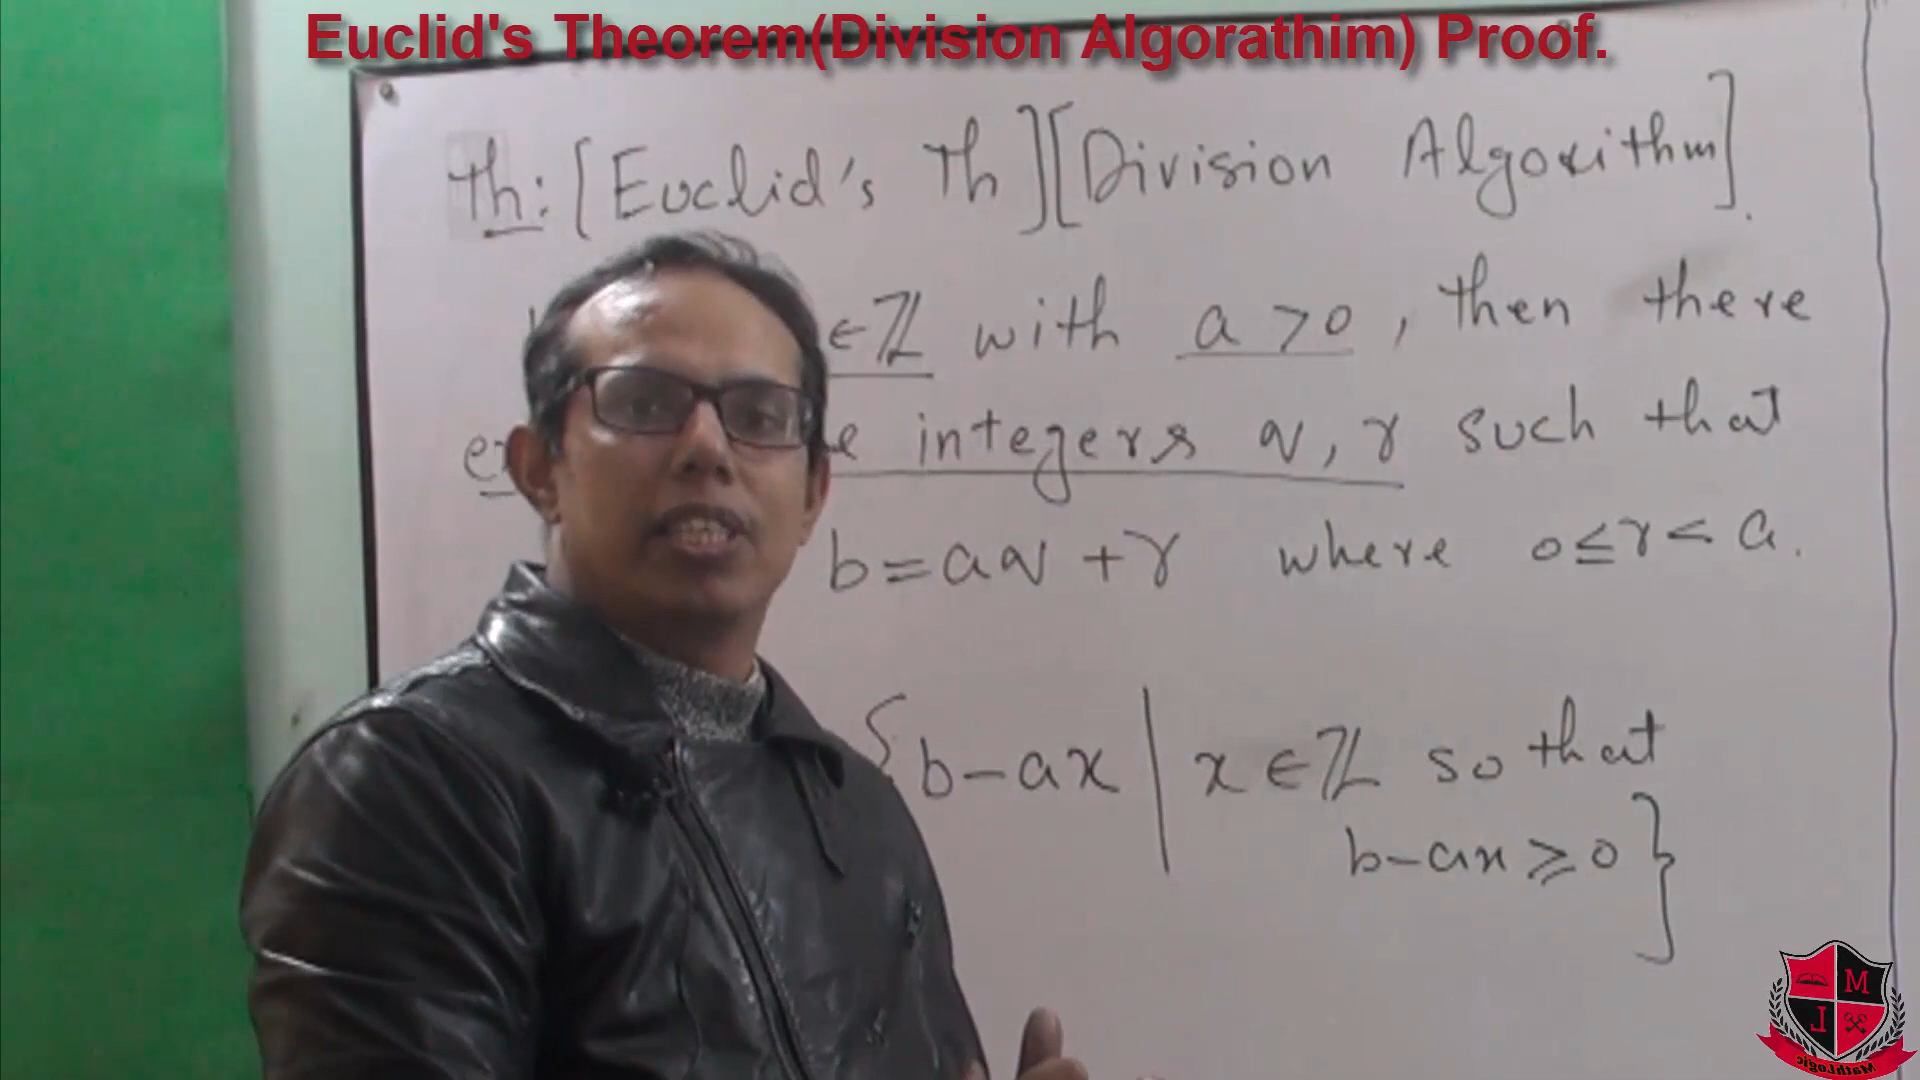 Euclid's Theorem(Division Algorathim) Proof.
Th: [Euclid's Th][Division Algorithm].
∈ℤ with a >0, then there
integers q, r such that
b=aq+r where 0≤r<a.
{b-ax | x∈ℤ so that
b-ax⩾0}
M
J
MathLogic